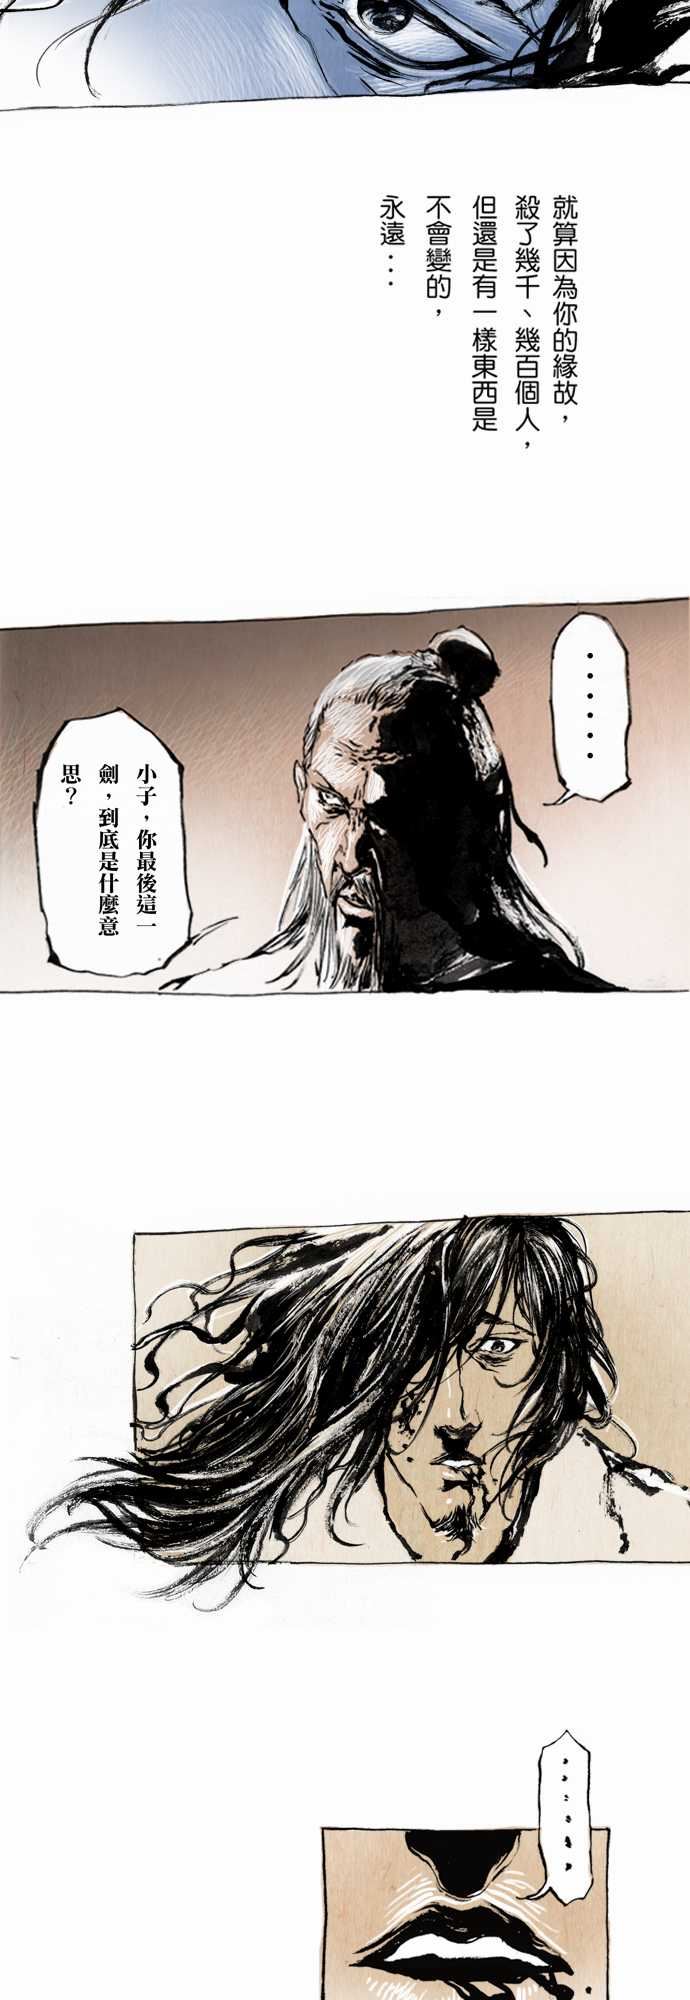 就算因為你的緣故，
殺了幾千、幾百個人，
但還是有一樣東西是
不會變的，
永遠…
......
小子，你最後這一
劍，到底是什麼意
思？
......